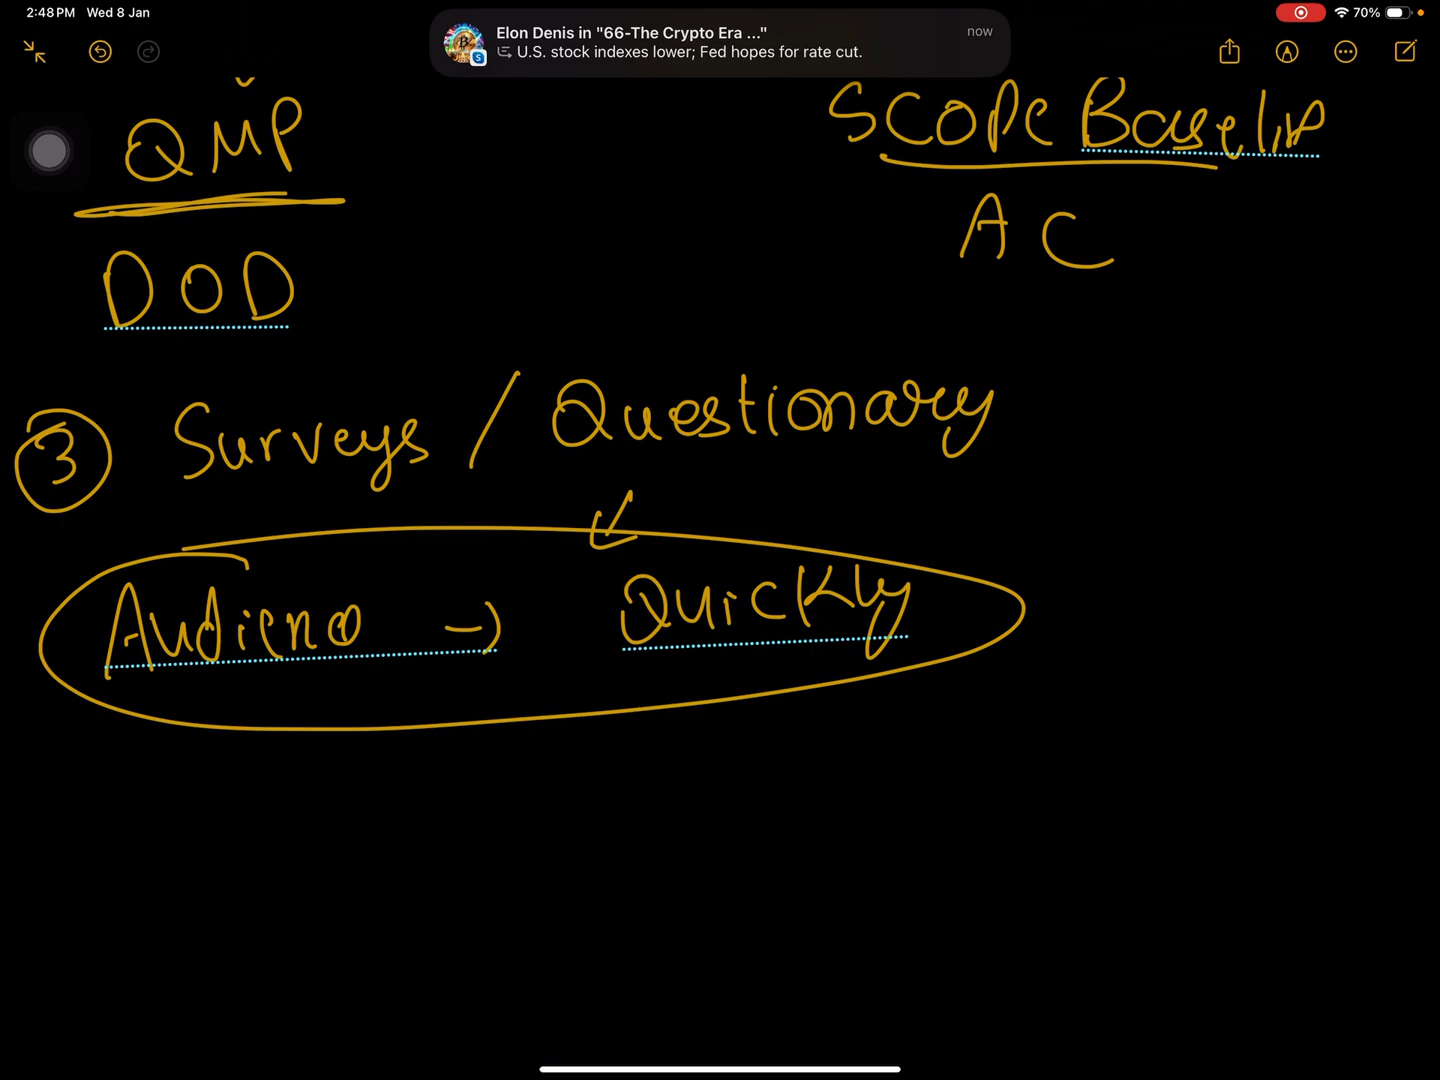 2:48 PM Wed 8 Jan
70%
Elon Denis in "66-The Crypto Era ..."
now
U.S. stock indexes lower; Fed hopes for rate cut.
QMP
SCOPE Baseline
DOD
AC
3 Surveys / Questionary
Audience → Quickly